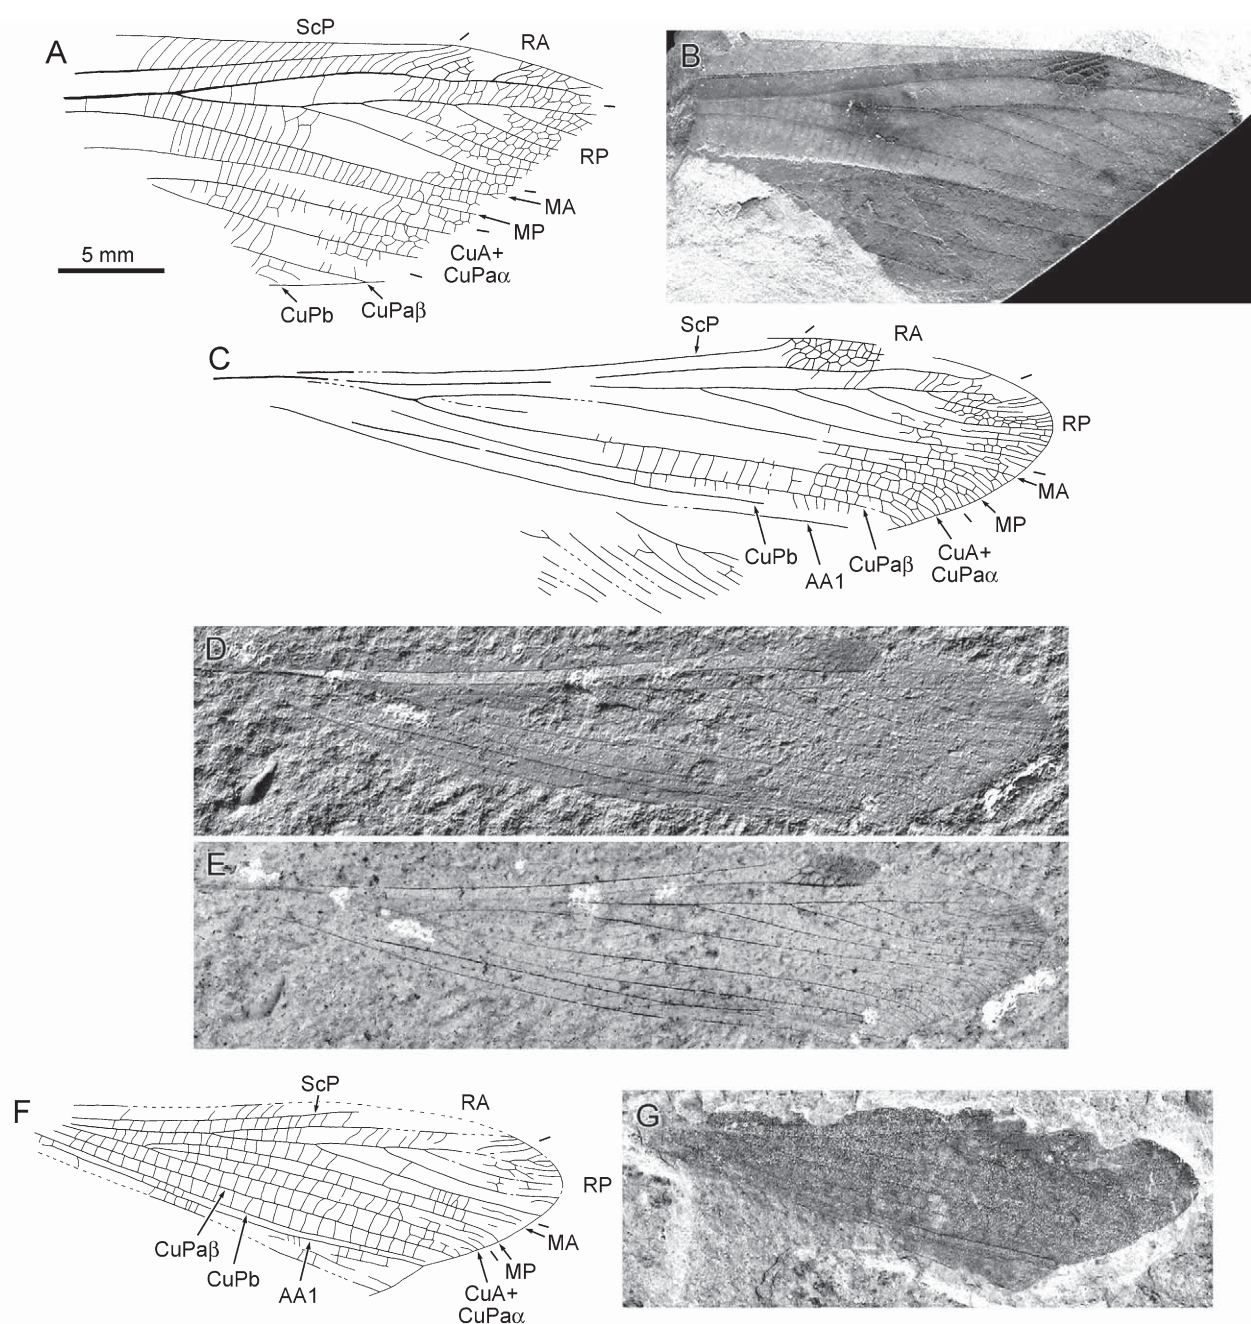 A
ScP
RA
B
RP
MA
MP
CuA+
CuPaα
5 mm
CuPb
CuPaβ
C
ScP
RA
RP
MA
MP
CuA+
CuPaα
CuPb
AA1
CuPaβ
D
E
F
ScP
RA
RP
MA
MP
CuA+
CuPaα
CuPaβ
CuPb
AA1
G